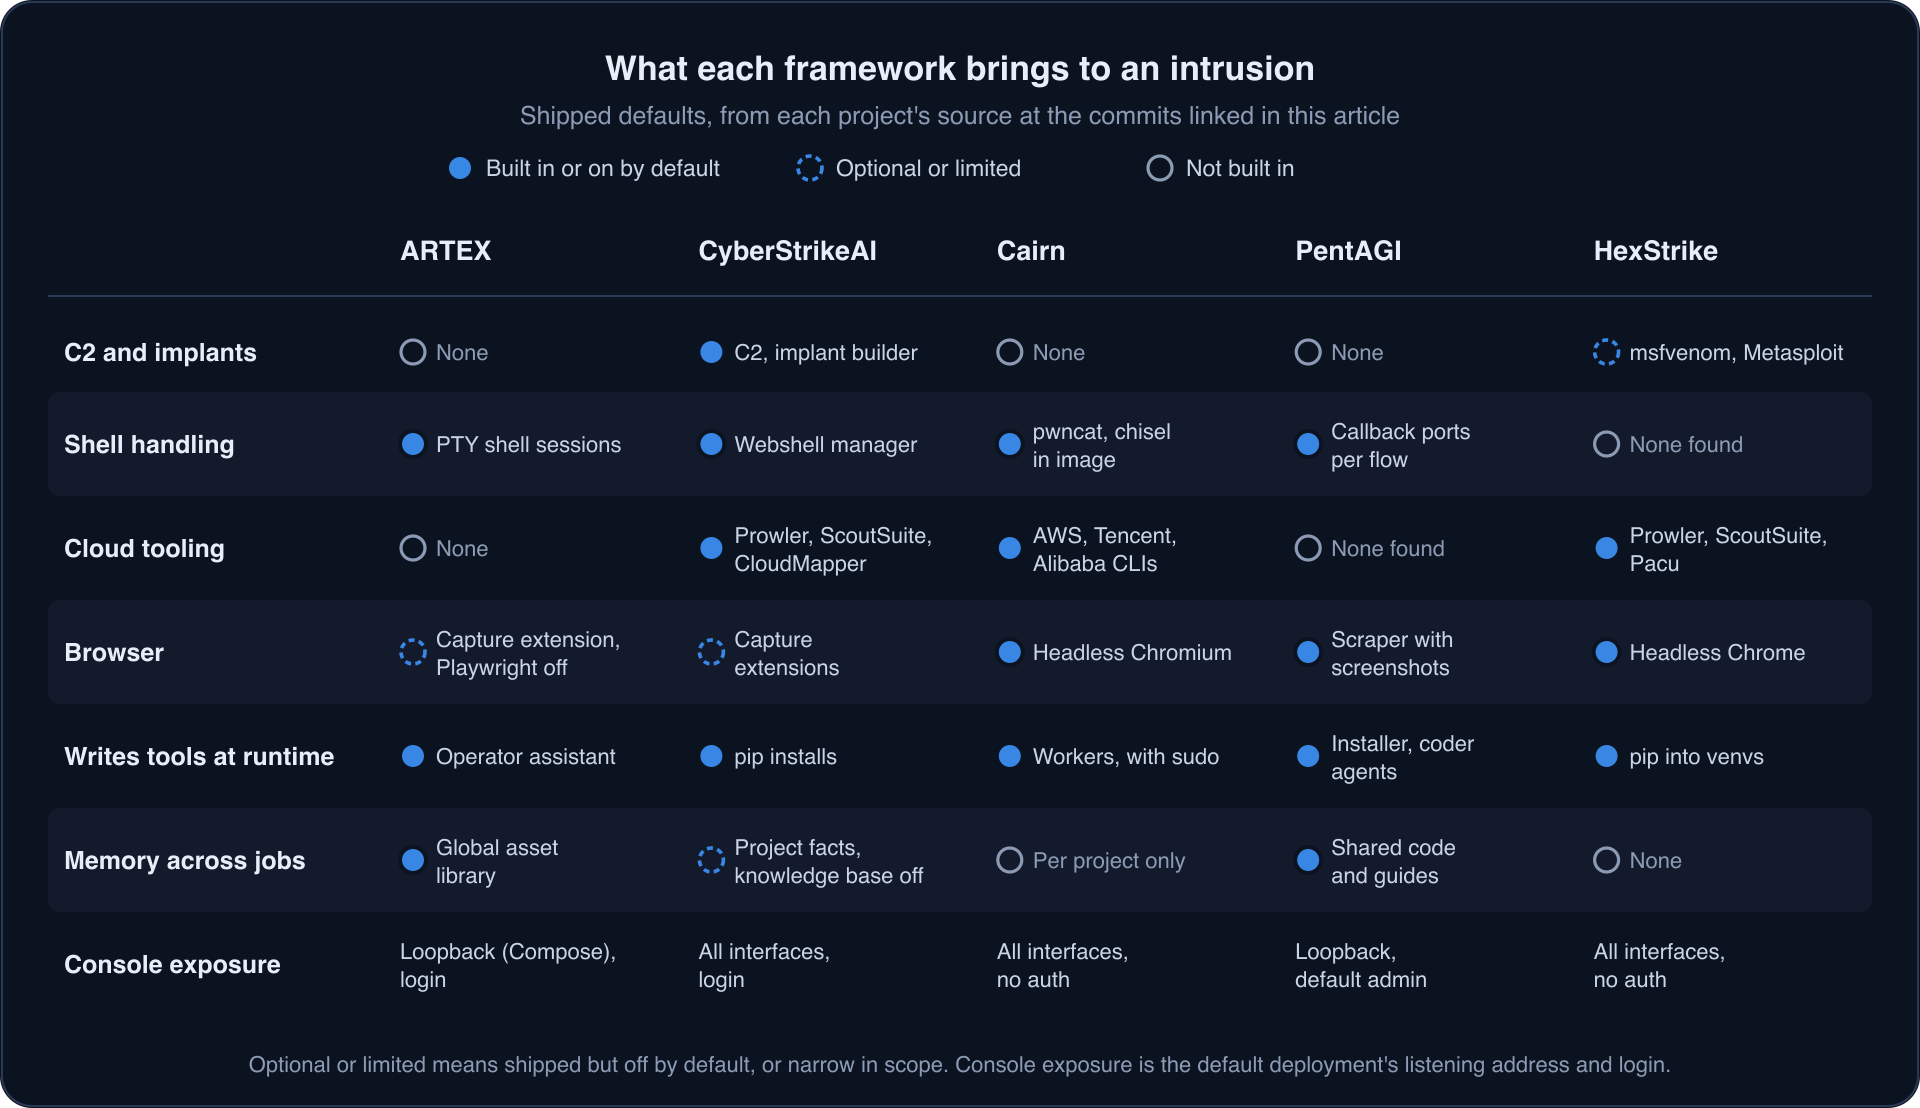 What each framework brings to an intrusion
Shipped defaults, from each project's source at the commits linked in this article
Built in or on by default
Optional or limited
Not built in
ARTEX
CyberStrikeAI
Cairn
PentAGI
HexStrike
C2 and implants
None
C2, implant builder
None
None
msfvenom, Metasploit
Shell handling
PTY shell sessions
Webshell manager
pwncat, chisel
in image
Callback ports
per flow
None found
Cloud tooling
None
Prowler, ScoutSuite,
CloudMapper
AWS, Tencent,
Alibaba CLIs
None found
Prowler, ScoutSuite,
Pacu
Browser
Capture extension,
Playwright off
Capture
extensions
Headless Chromium
Scraper with
screenshots
Headless Chrome
Writes tools at runtime
Operator assistant
pip installs
Workers, with sudo
Installer, coder
agents
pip into venvs
Memory across jobs
Global asset
library
Project facts,
knowledge base off
Per project only
Shared code
and guides
None
Console exposure
Loopback (Compose),
login
All interfaces,
login
All interfaces,
no auth
Loopback,
default admin
All interfaces,
no auth
Optional or limited means shipped but off by default, or narrow in scope. Console exposure is the default deployment's listening address and login.